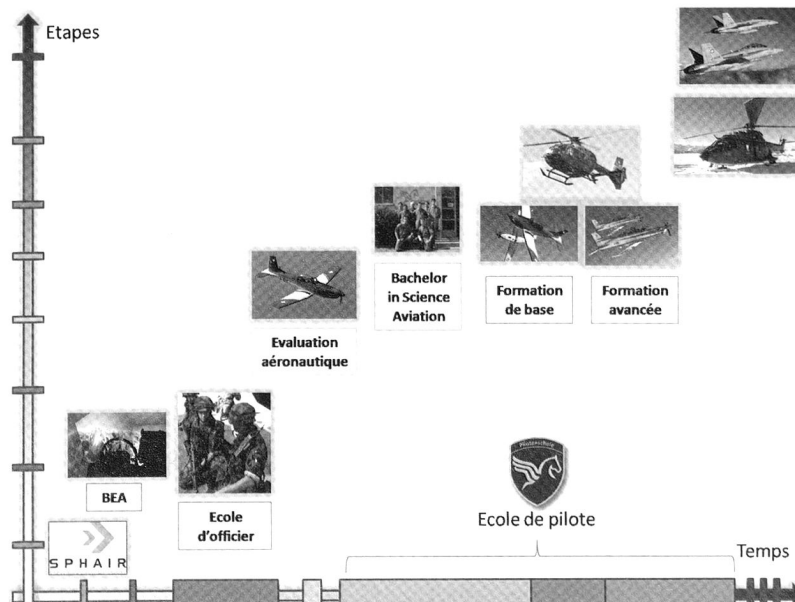 Etapes
Bachelor
in Science
Aviation
Formation
de base
Formation
avancée
Evaluation
aéronautique
BEA
Ecole
d'officier
Pilotenschule
Ecole de pilote
SPHAIR
Temps